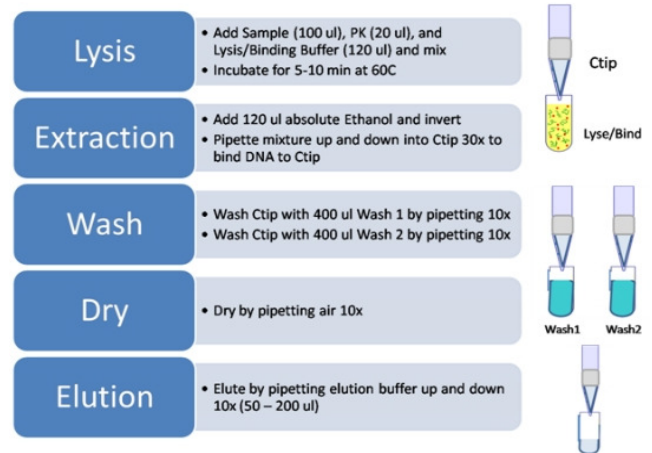 Lysis
• Add Sample (100 ul), PK (20 ul), and
Lysis/Binding Buffer (120 ul) and mix
• Incubate for 5-10 min at 60C
Ctip
Lyse/Bind
Extraction
• Add 120 ul absolute Ethanol and invert
• Pipette mixture up and down into Ctip 30x to
bind DNA to Ctip
Wash
• Wash Ctip with 400 ul Wash 1 by pipetting 10x
• Wash Ctip with 400 ul Wash 2 by pipetting 10x
Wash1
Wash2
Dry
• Dry by pipetting air 10x
Elution
• Elute by pipetting elution buffer up and down
10x (50 – 200 ul)